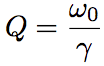 Q = ω₀/γ